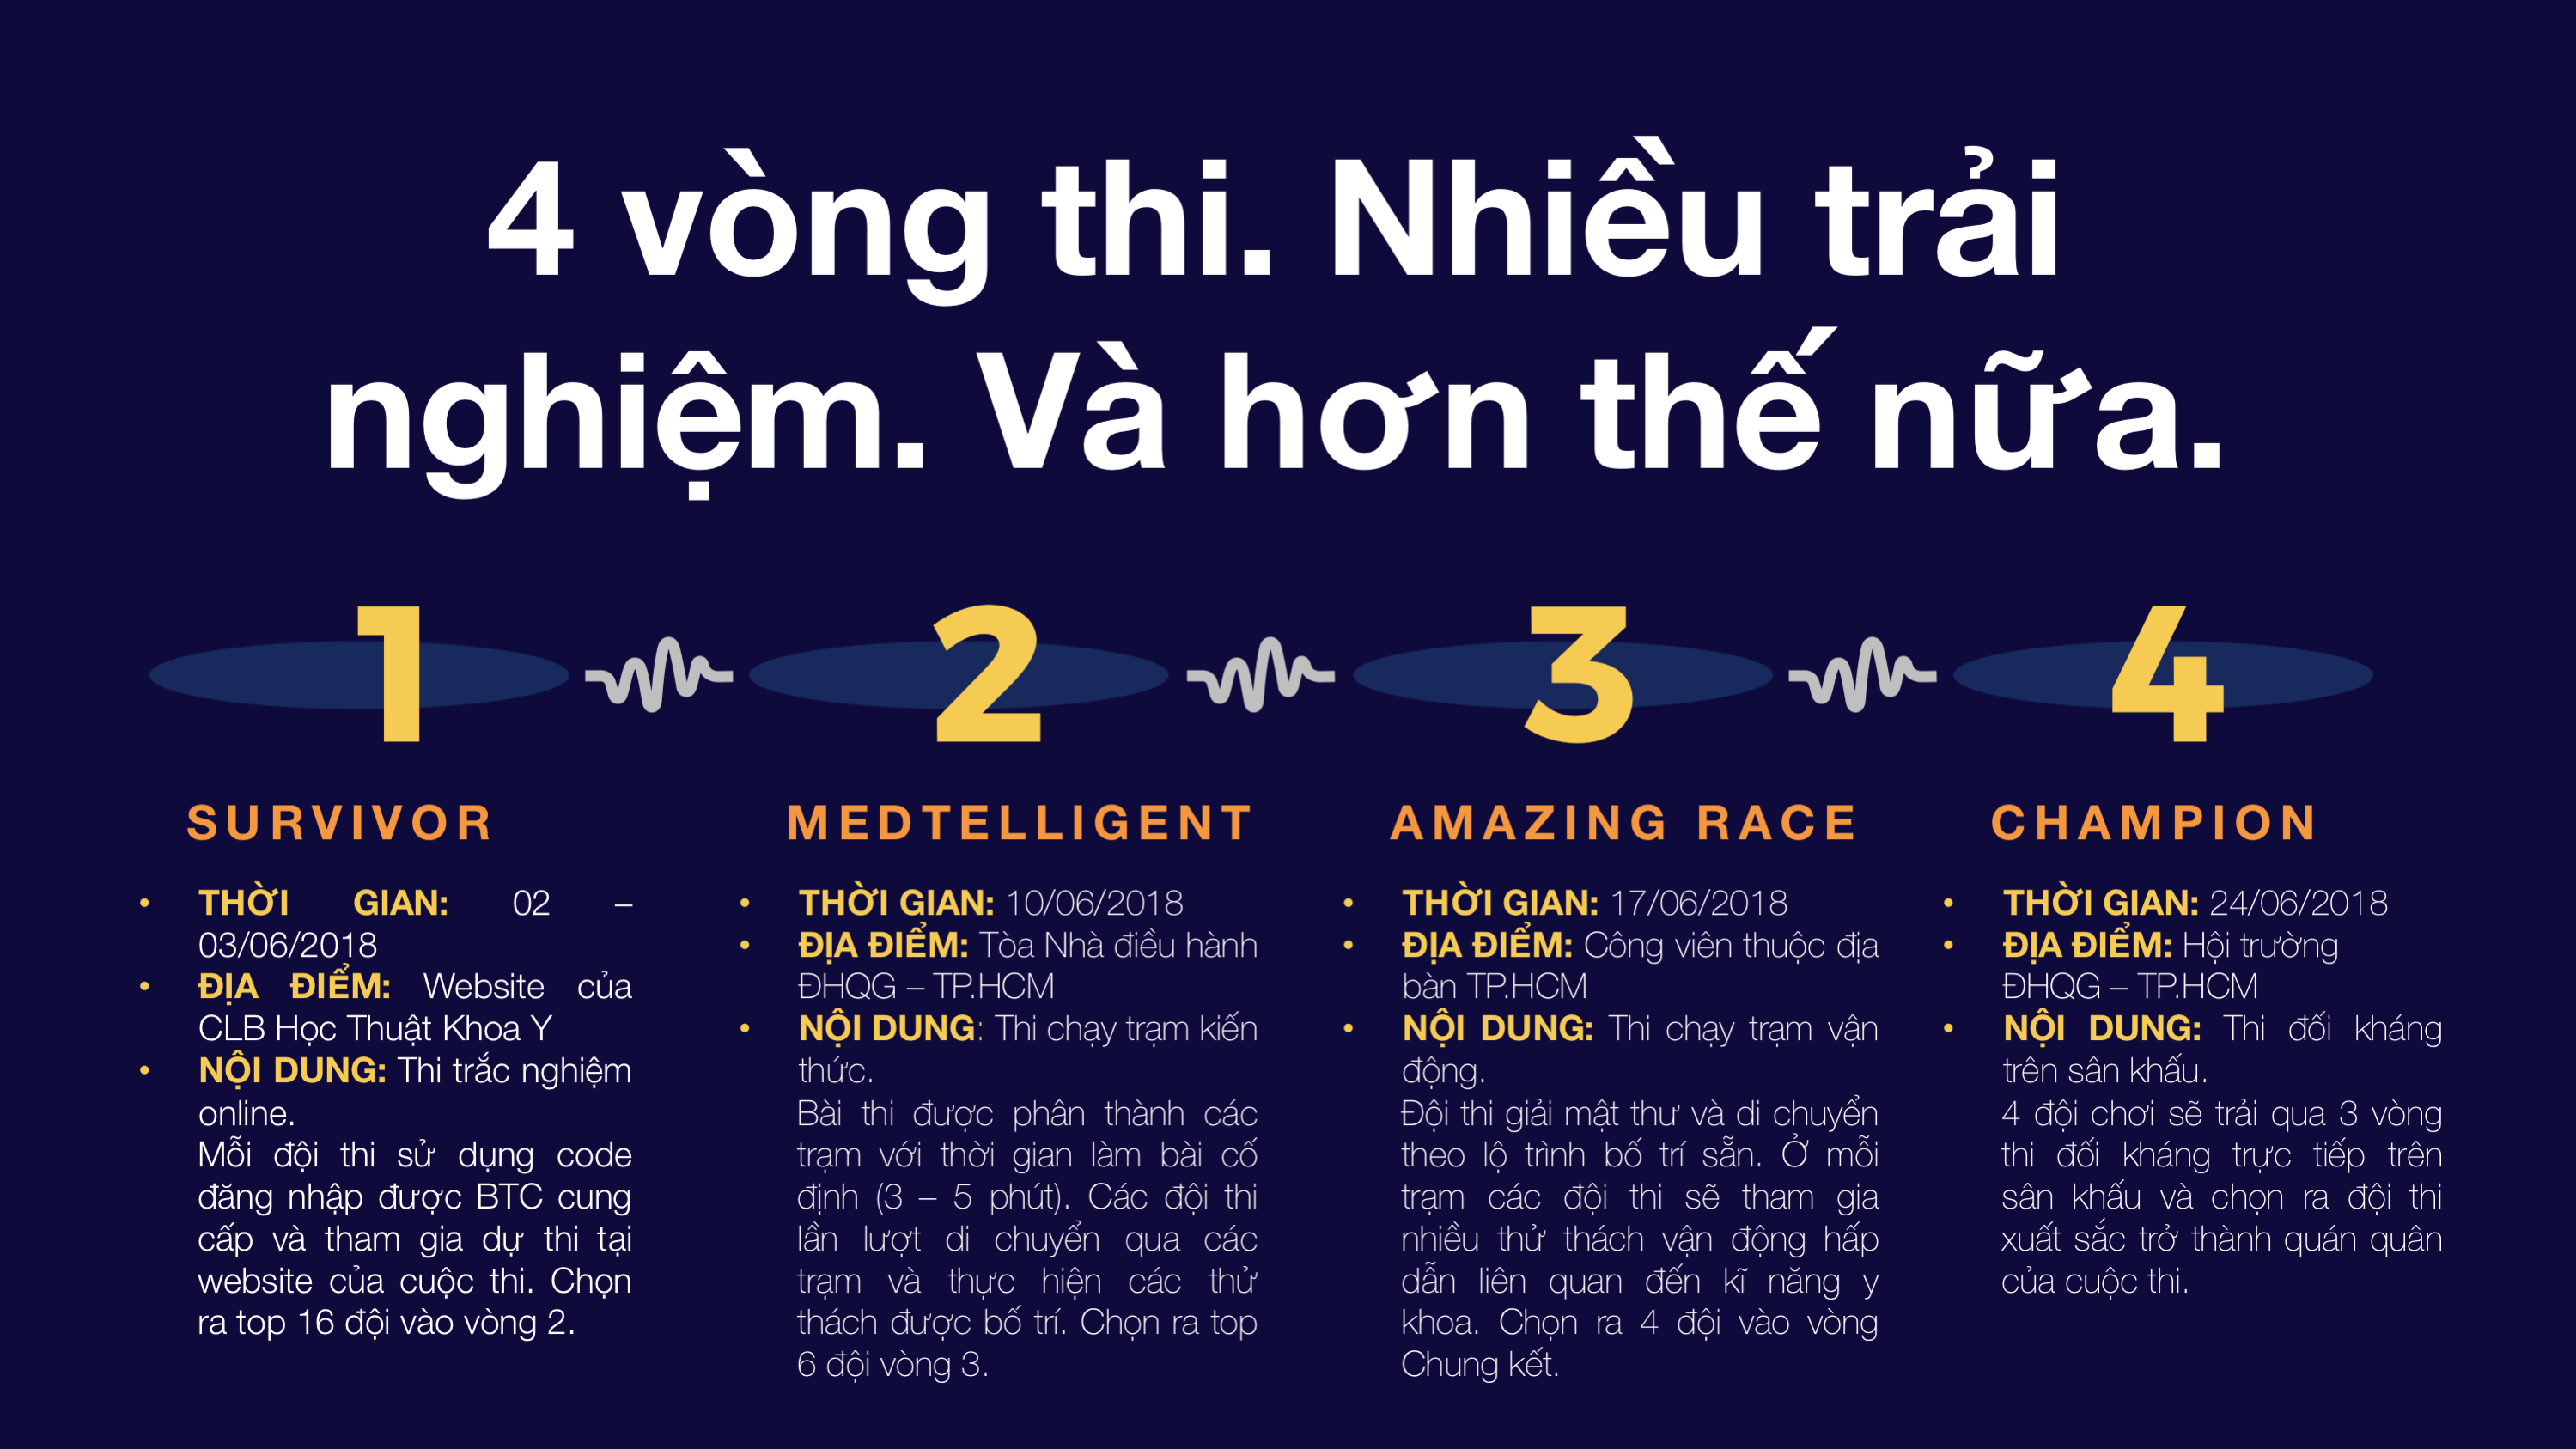 4 vòng thi. Nhiều trải
nghiệm. Và hơn thế nữa.
1
SURVIVOR
• THỜI GIAN: 02 –
03/06/2018
• ĐỊA ĐIỂM: Website của
CLB Học Thuật Khoa Y
• NỘI DUNG: Thi trắc nghiệm
online.
Mỗi đội thi sử dụng code
đăng nhập được BTC cung
cấp và tham gia dự thi tại
website của cuộc thi. Chọn
ra top 16 đội vào vòng 2.
2
MEDTELLIGENT
• THỜI GIAN: 10/06/2018
• ĐỊA ĐIỂM: Tòa Nhà điều hành
ĐHQG – TP.HCM
• NỘI DUNG: Thi chạy trạm kiến
thức.
Bài thi được phân thành các
trạm với thời gian làm bài cố
định (3 – 5 phút). Các đội thi
lần lượt di chuyển qua các
trạm và thực hiện các thử
thách được bố trí. Chọn ra top
6 đội vòng 3.
3
AMAZING RACE
• THỜI GIAN: 17/06/2018
• ĐỊA ĐIỂM: Công viên thuộc địa
bàn TP.HCM
• NỘI DUNG: Thi chạy trạm vận
động.
Đội thi giải mật thư và di chuyển
theo lộ trình bố trí sẵn. Ở mỗi
trạm các đội thi sẽ tham gia
nhiều thử thách vận động hấp
dẫn liên quan đến kĩ năng y
khoa. Chọn ra 4 đội vào vòng
Chung kết.
4
CHAMPION
• THỜI GIAN: 24/06/2018
• ĐỊA ĐIỂM: Hội trường
ĐHQG – TP.HCM
• NỘI DUNG: Thi đối kháng
trên sân khấu.
4 đội chơi sẽ trải qua 3 vòng
thi đối kháng trực tiếp trên
sân khấu và chọn ra đội thi
xuất sắc trở thành quán quân
của cuộc thi.